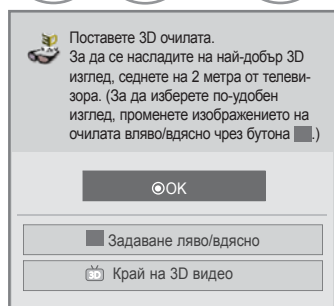 Поставете 3D очилата.
За да се насладите на най-добър 3D
изглед, седнете на 2 метра от телеви-
зора. (За да изберете по-удобен
изглед, променете изображението на
очилата вляво/вдясно чрез бутона .)
OK
Задаване ляво/вдясно
3D Край на 3D видео